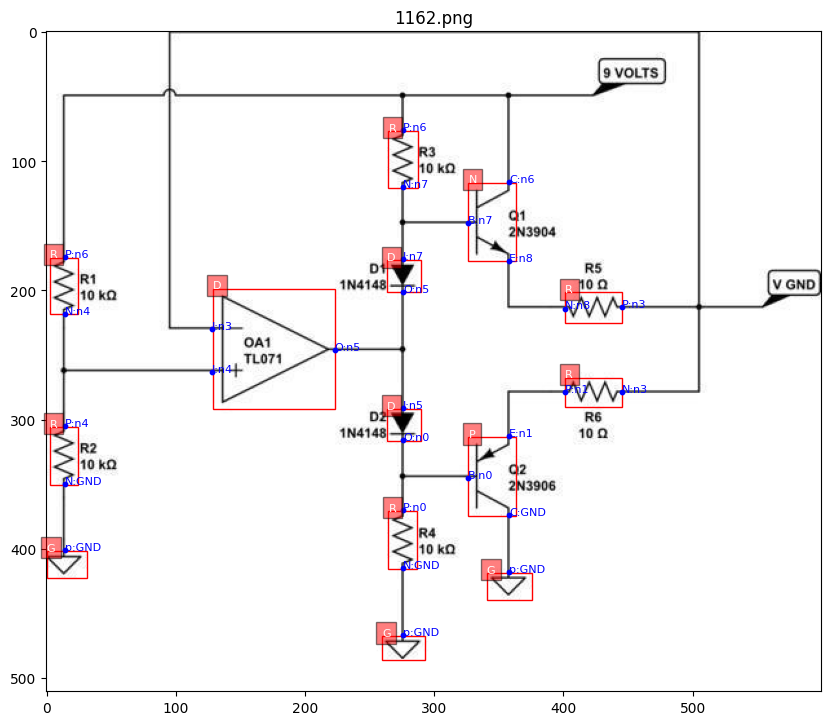 1162.png
0
9 VOLTS
R P:n6
R3
10 kΩ
100
N:n7
N C:n6
B:n7
Q1
2N3904
E:n8
R P:n6
R1
10 kΩ
N:n4
D I:n7
D1
1N4148
O:n5
200
R5
10 Ω
R
N:n8 P:n3
V GND
D
I:n3
OA1
TL071
O:n5
I:n4
300
R P:n1 N:n3
R6
10 Ω
D I:n5
D2
1N4148
O:n0
P E:n1
B:n0
Q2
2N3906
C:GND
R P:n4
R2
10 kΩ
N:GND
400
R P:n0
R4
10 kΩ
N:GND
G p:GND
G p:GND
G p:GND
500
0 100 200 300 400 500